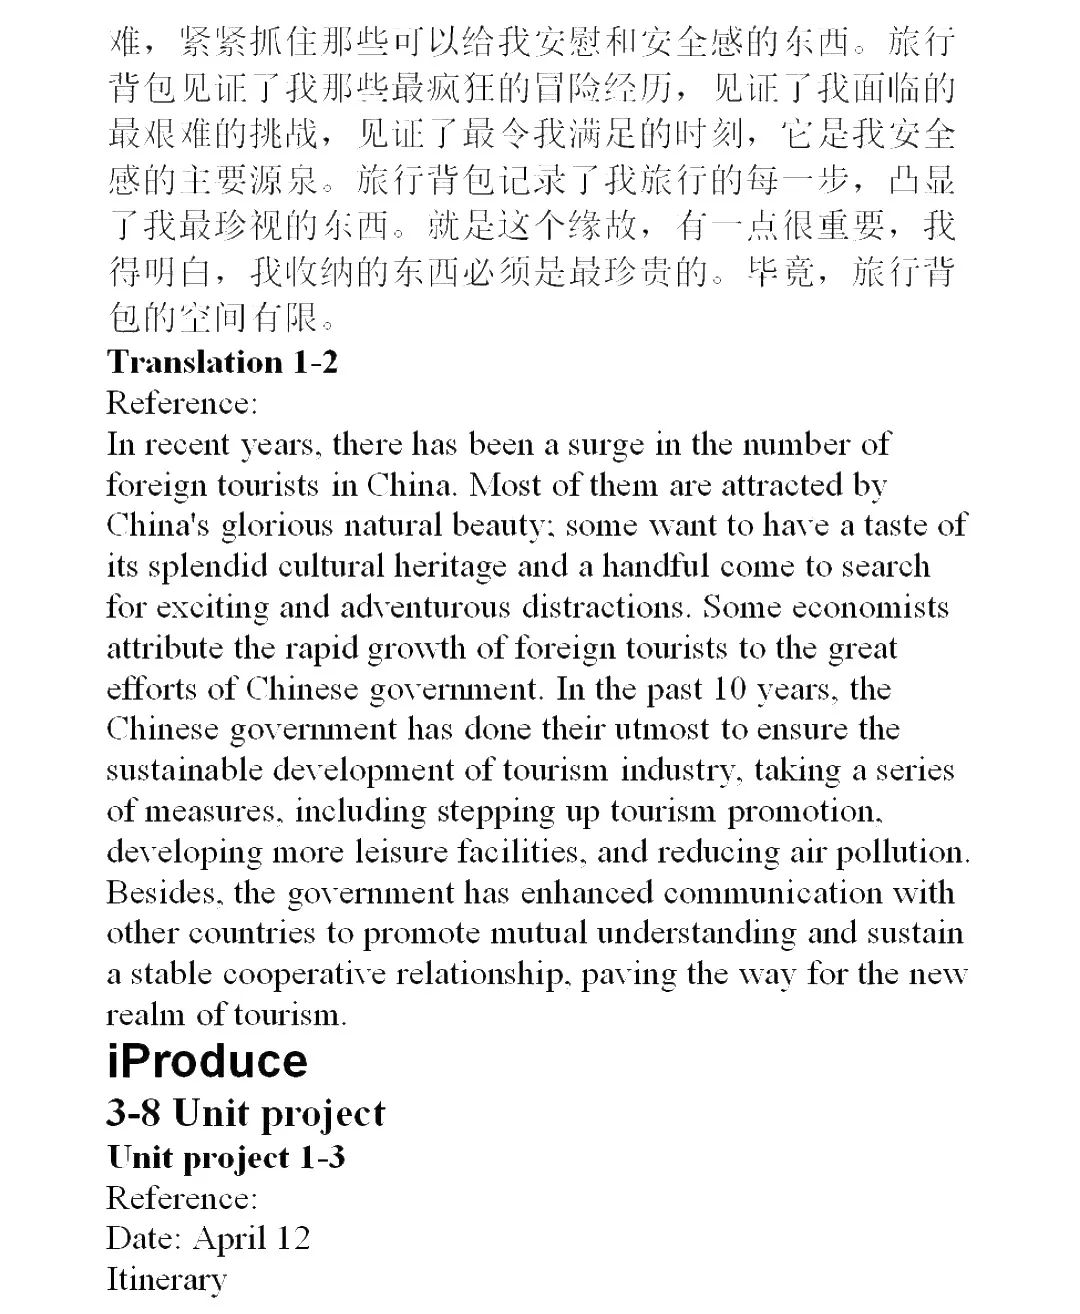 难，紧紧抓住那些可以给我安慰和安全感的东西。旅行
背包见证了我那些最疯狂的冒险经历，见证了我面临的
最艰难的挑战，见证了最令我满足的时刻，它是我安全
感的主要源泉。旅行背包记录了我旅行的每一步，凸显
了我最珍视的东西。就是这个缘故，有一点很重要，我
得明白，我收纳的东西必须是最珍贵的。毕竟，旅行背
包的空间有限。
Translation 1-2
Reference:
In recent years, there has been a surge in the number of
foreign tourists in China. Most of them are attracted by
China's glorious natural beauty; some want to have a taste of
its splendid cultural heritage and a handful come to search
for exciting and adventurous distractions. Some economists
attribute the rapid growth of foreign tourists to the great
efforts of Chinese government. In the past 10 years, the
Chinese government has done their utmost to ensure the
sustainable development of tourism industry, taking a series
of measures, including stepping up tourism promotion,
developing more leisure facilities, and reducing air pollution.
Besides, the government has enhanced communication with
other countries to promote mutual understanding and sustain
a stable cooperative relationship, paving the way for the new
realm of tourism.
iProduce
3-8 Unit project
Unit project 1-3
Reference:
Date: April 12
Itinerary